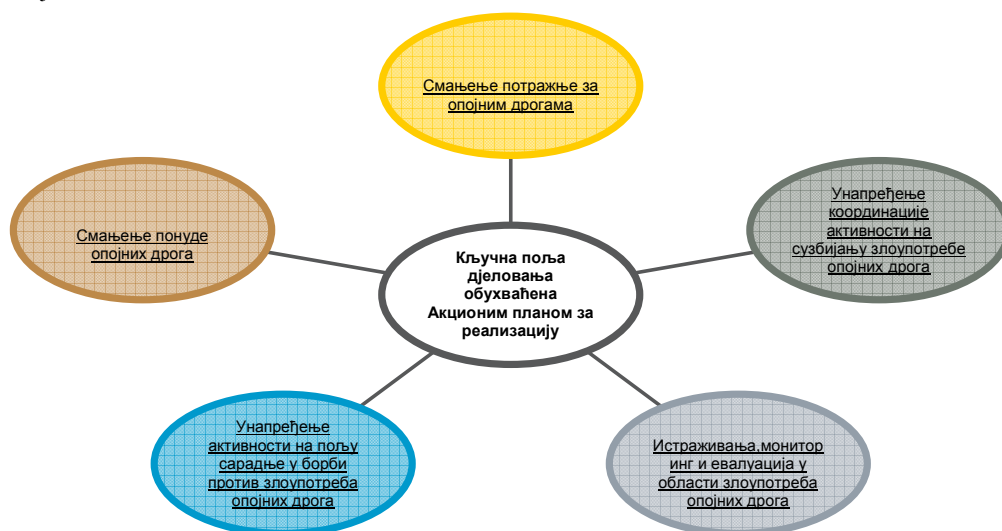 Смањење потражње за
опојним дрогама
Унапређење
координације
активности на
сузбијању злоупотребе
опојних дрога
Смањење понуде
опојних дрога
Кључна поља
дјеловања
обухваћена
Акционим планом за
реализацију
Унапређење
активности на пољу
сарадње у борби
против злоупотреба
опојних дрога
Истраживања,монитор
инг и евалуација у
области злоупотреба
опојних дрога